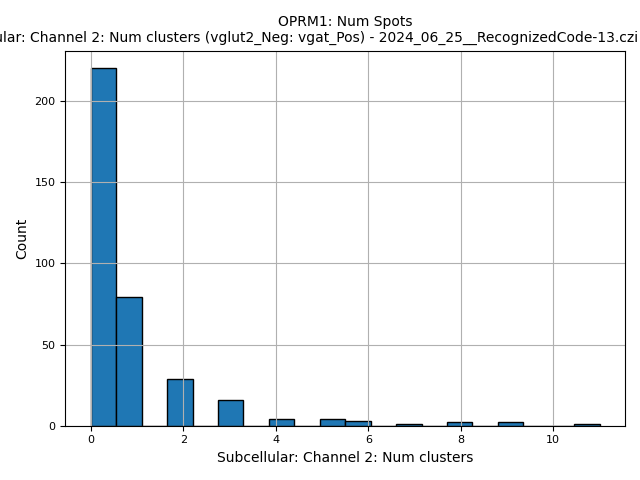 OPRM1: Num Spots
Channel 2: Num clusters (vglut2_Neg: vgat_Pos) - 2024_06_25__RecognizedCode-13.czi
200
150
100
50
0
Count
0 2 4 6 8 10
Subcellular: Channel 2: Num clusters